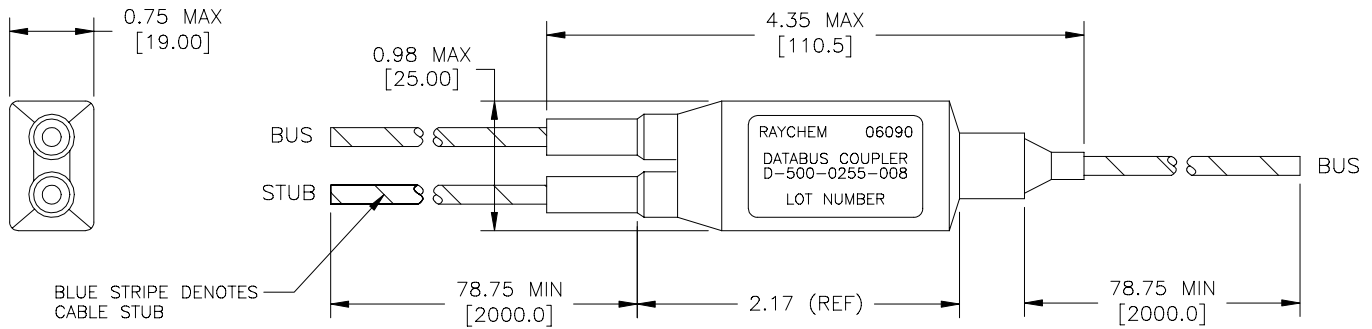 0.75 MAX
[19.00]
4.35 MAX
[110.5]
0.98 MAX
[25.00]
BUS
STUB
RAYCHEM 06090
DATABUS COUPLER
D-500-0255-008
LOT NUMBER
BUS
BLUE STRIPE DENOTES
CABLE STUB
78.75 MIN
[2000.0]
2.17 (REF)
78.75 MIN
[2000.0]